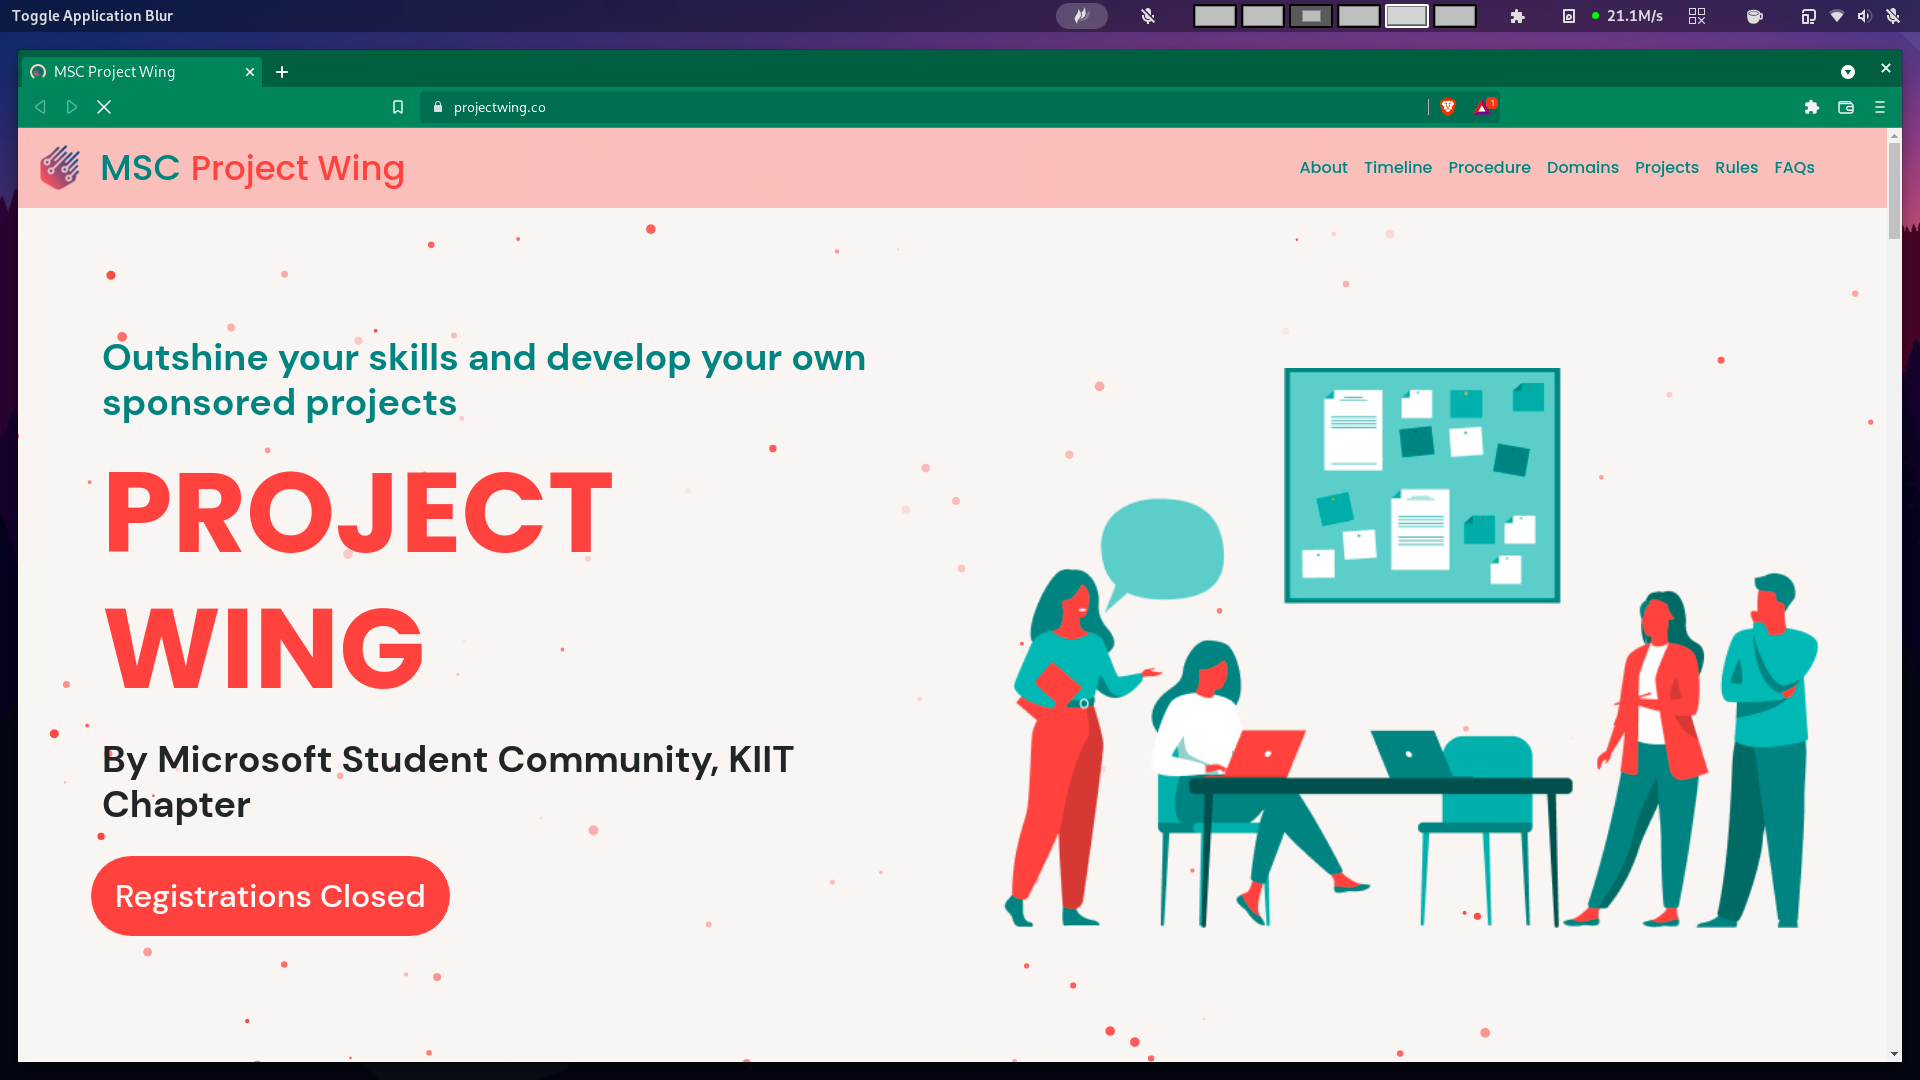 Toggle Application Blur
21.1M/s
MSC Project Wing
projectwing.co
1
MSC Project Wing
About Timeline Procedure Domains Projects Rules FAQs
Outshine your skills and develop your own
sponsored projects
PROJECT
WING
By Microsoft Student Community, KIIT
Chapter
Registrations Closed